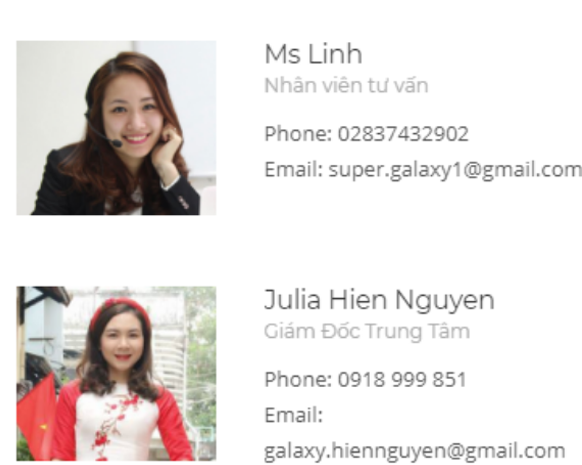 Ms Linh
Nhân viên tư vấn
Phone: 02837432902
Email: super.galaxy1@gmail.com
Julia Hien Nguyen
Giám Đốc Trung Tâm
Phone: 0918 999 851
Email:
galaxy.hiennguyen@gmail.com